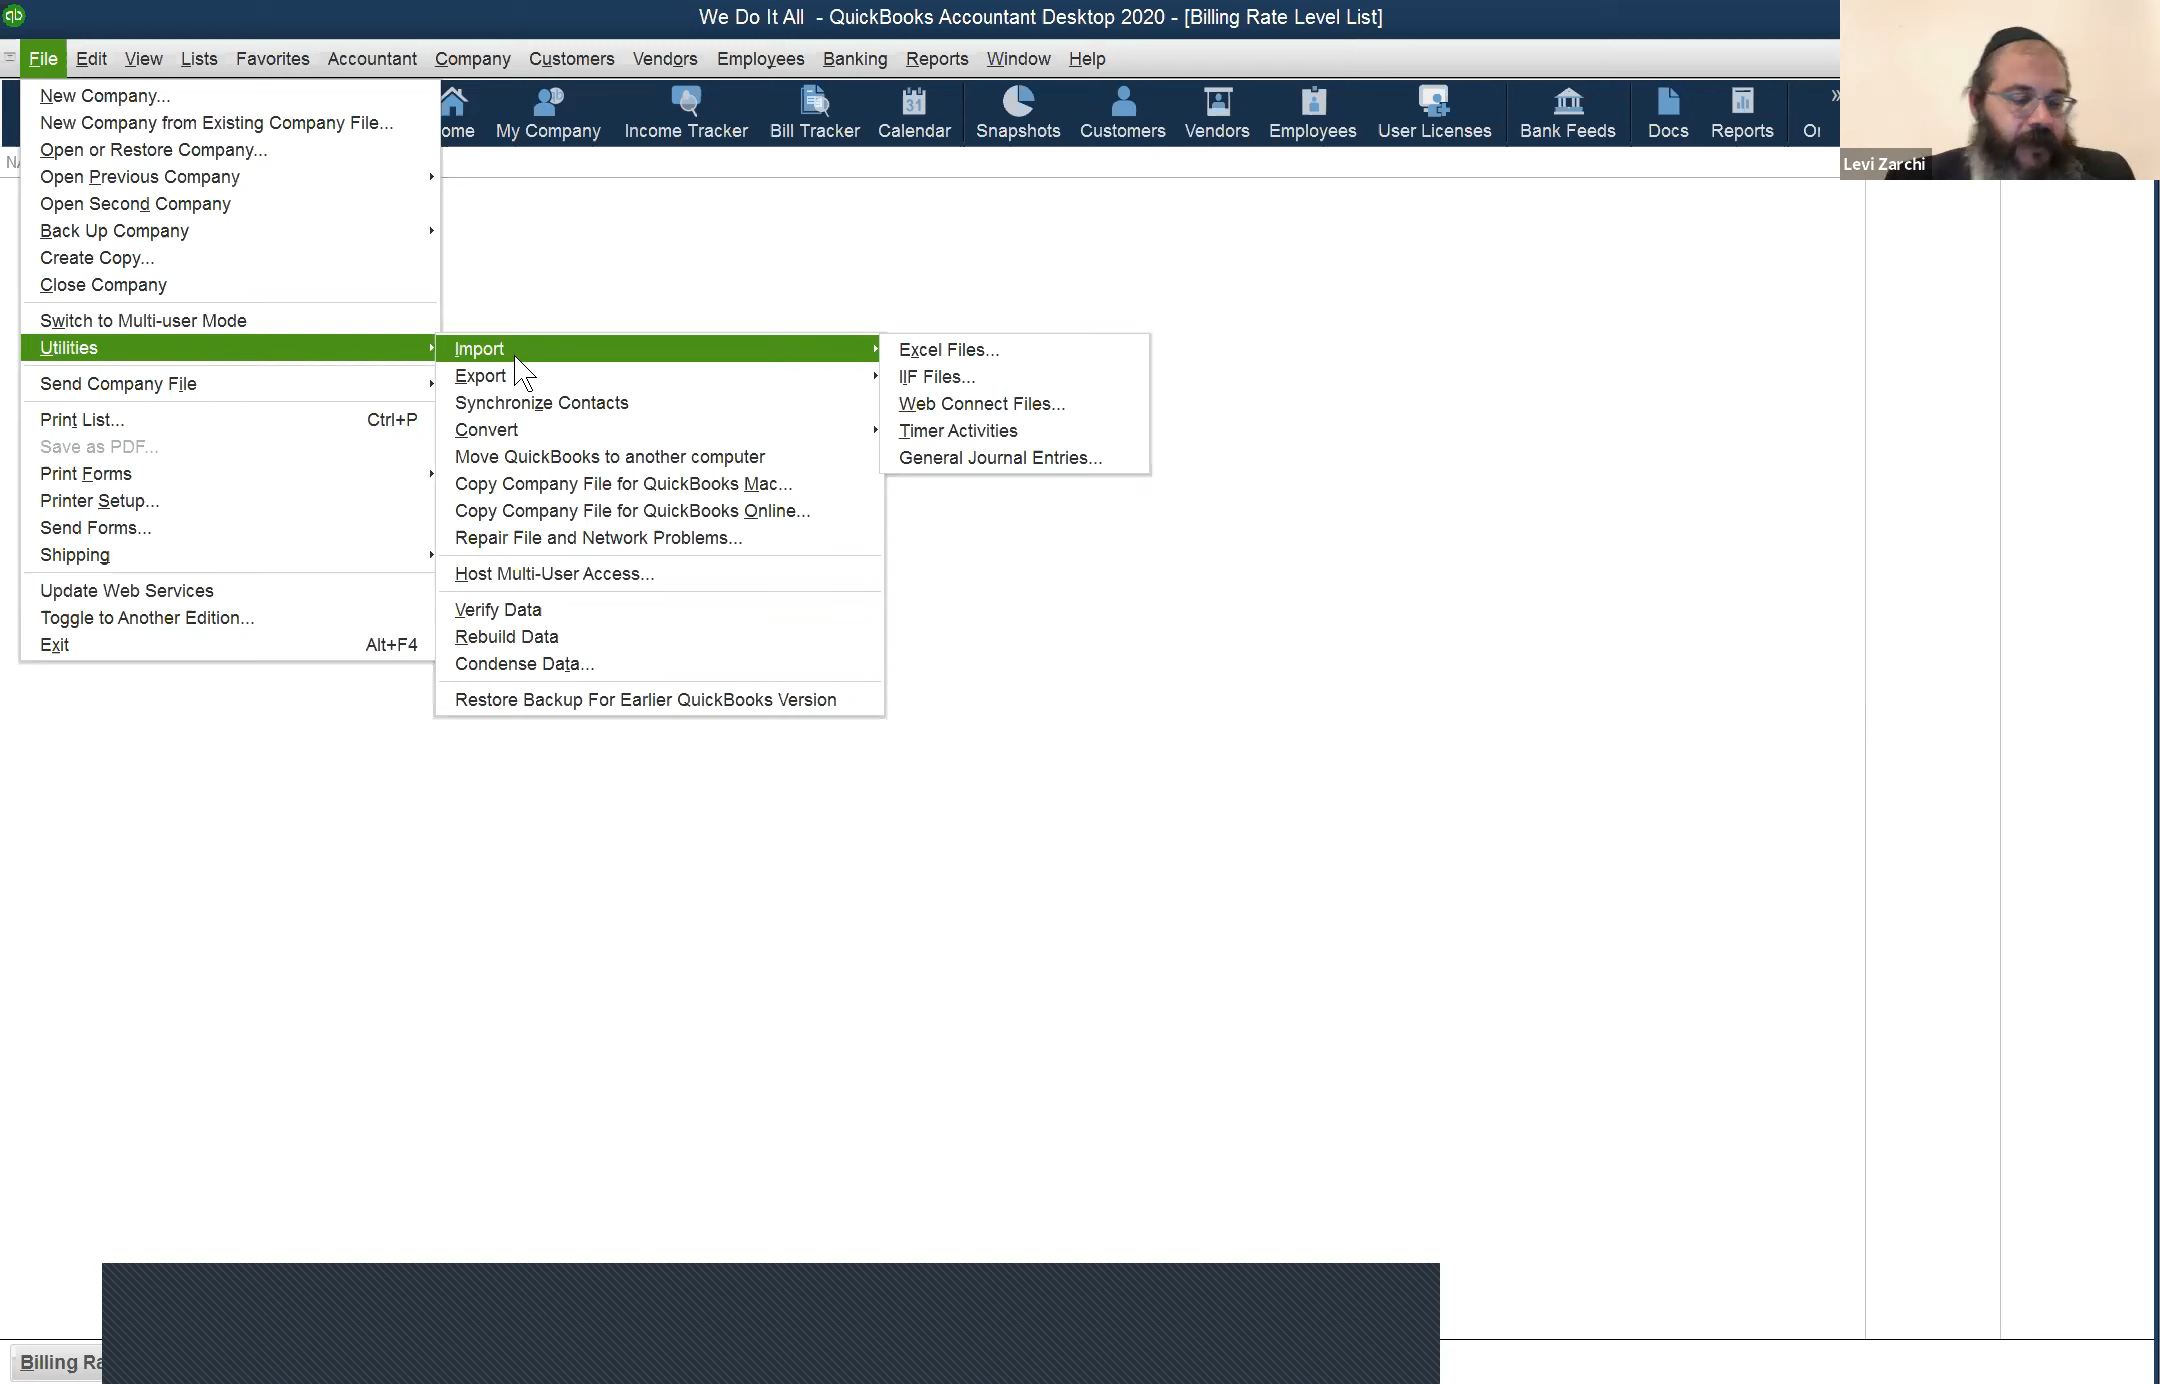 We Do It All - QuickBooks Accountant Desktop 2020 - [Billing Rate Level List]
File Edit View Lists Favorites Accountant Company Customers Vendors Employees Banking Reports Window Help
ome My Company Income Tracker Bill Tracker Calendar Snapshots Customers Vendors Employees User Licenses Bank Feeds Docs Reports
31
Levi Zarchi
New Company...
New Company from Existing Company File...
Open or Restore Company...
Open Previous Company
Open Second Company
Back Up Company
Create Copy...
Close Company
Switch to Multi-user Mode
Utilities
Send Company File
Print List... Ctrl+P
Save as PDF...
Print Forms
Printer Setup...
Send Forms...
Shipping
Update Web Services
Toggle to Another Edition...
Exit Alt+F4
Import
Export
Synchronize Contacts
Convert
Move QuickBooks to another computer
Copy Company File for QuickBooks Mac...
Copy Company File for QuickBooks Online...
Repair File and Network Problems...
Host Multi-User Access...
Verify Data
Rebuild Data
Condense Data...
Restore Backup For Earlier QuickBooks Version
Excel Files...
IIF Files...
Web Connect Files...
Timer Activities
General Journal Entries...
Billing Ra